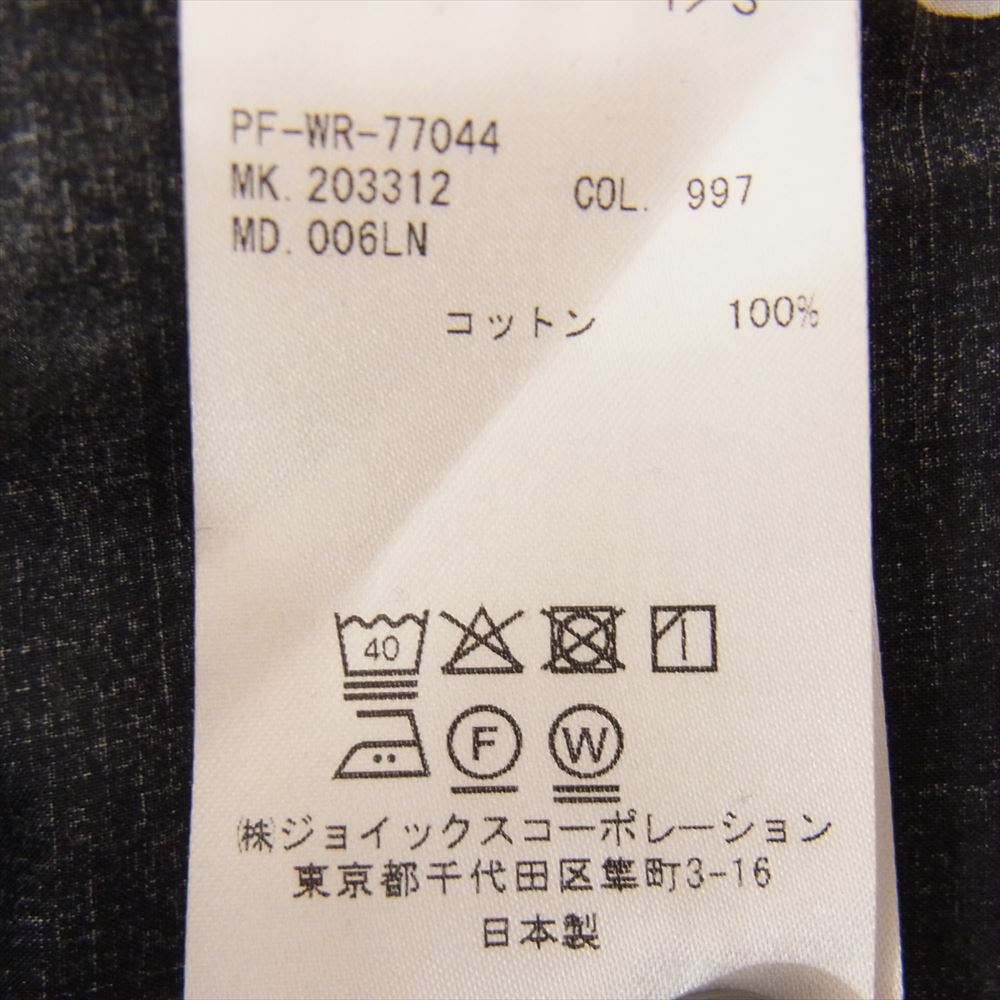 PF-WR-77044
MK. 203312 COL. 997
MD. 006LN
コットン 100%
40
F W
㈱ジョイックスコーポレーション
東京都千代田区隼町3-16
日本製